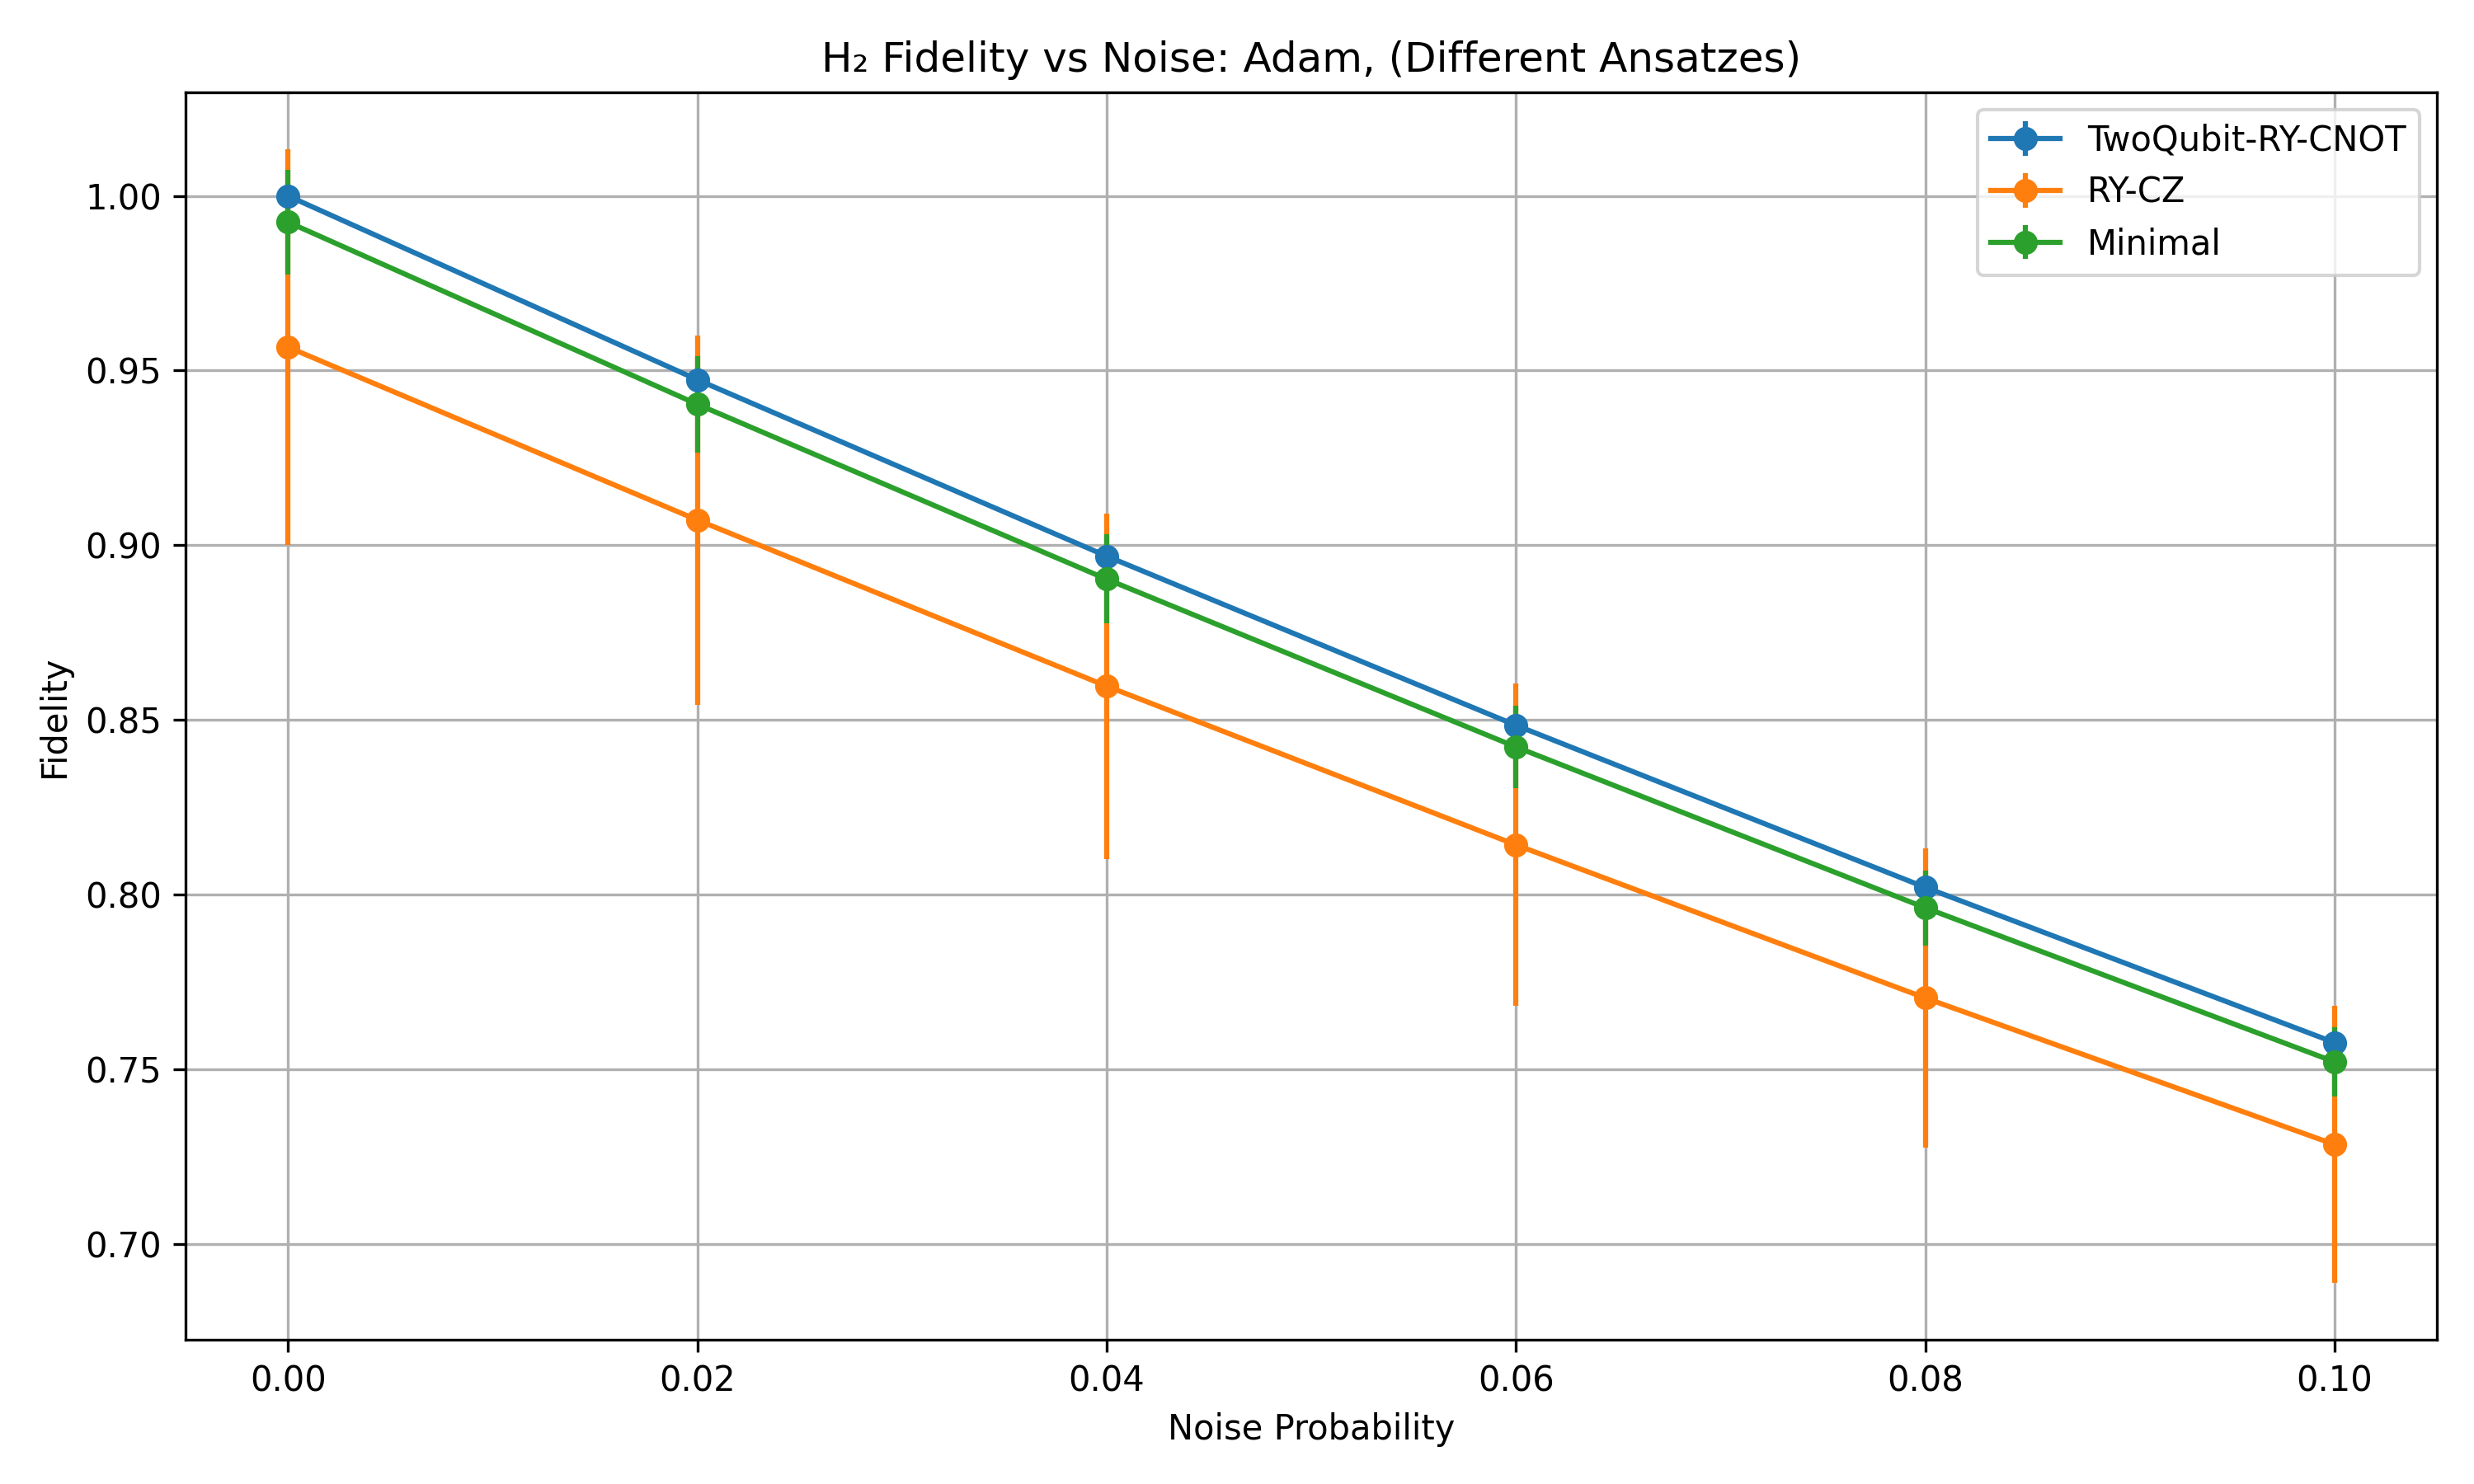 H₂ Fidelity vs Noise: Adam, (Different Ansatzes)
TwoQubit-RY-CNOT
RY-CZ
Minimal
Fidelity
1.00
0.95
0.90
0.85
0.80
0.75
0.70
0.00 0.02 0.04 0.06 0.08 0.10
Noise Probability